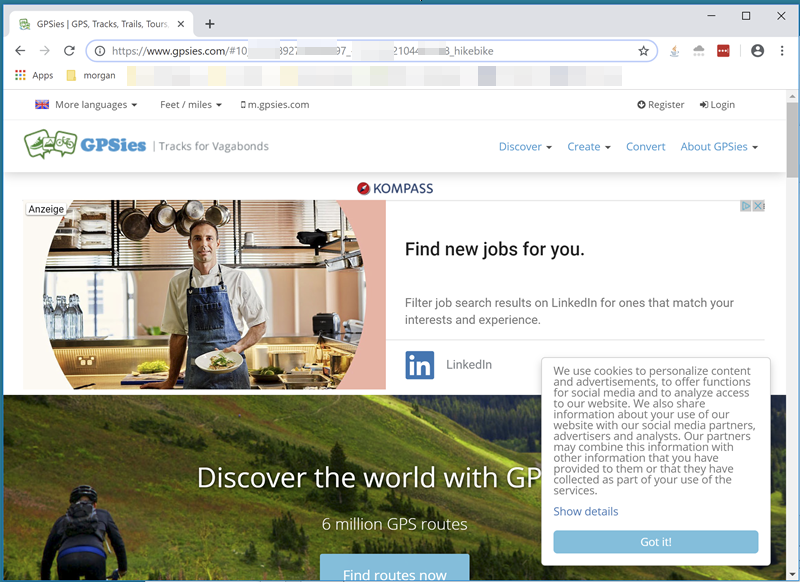 GPSies | GPS, Tracks, Trails, Tours
https://www.gpsies.com/#10 3927 97_ 21044 3_hikebike
Apps morgan
More languages Feet / miles m.gpsies.com Register Login
GPSies | Tracks for Vagabonds Discover Create Convert About GPSies
KOMPASS
Anzeige
Find new jobs for you.
Filter job search results on LinkedIn for ones that match your
interests and experience.
in LinkedIn
We use cookies to personalize content
and advertisements, to offer functions
for social media and to analyze access
to our website. We also share
information about your use of our
website with our social media partners,
advertisers and analysts. Our partners
may combine this information with
other information that you have
provided to them or that they have
collected as part of your use of the
services.
Show details
Got it!
Discover the world with GP
6 million GPS routes
Find routes now